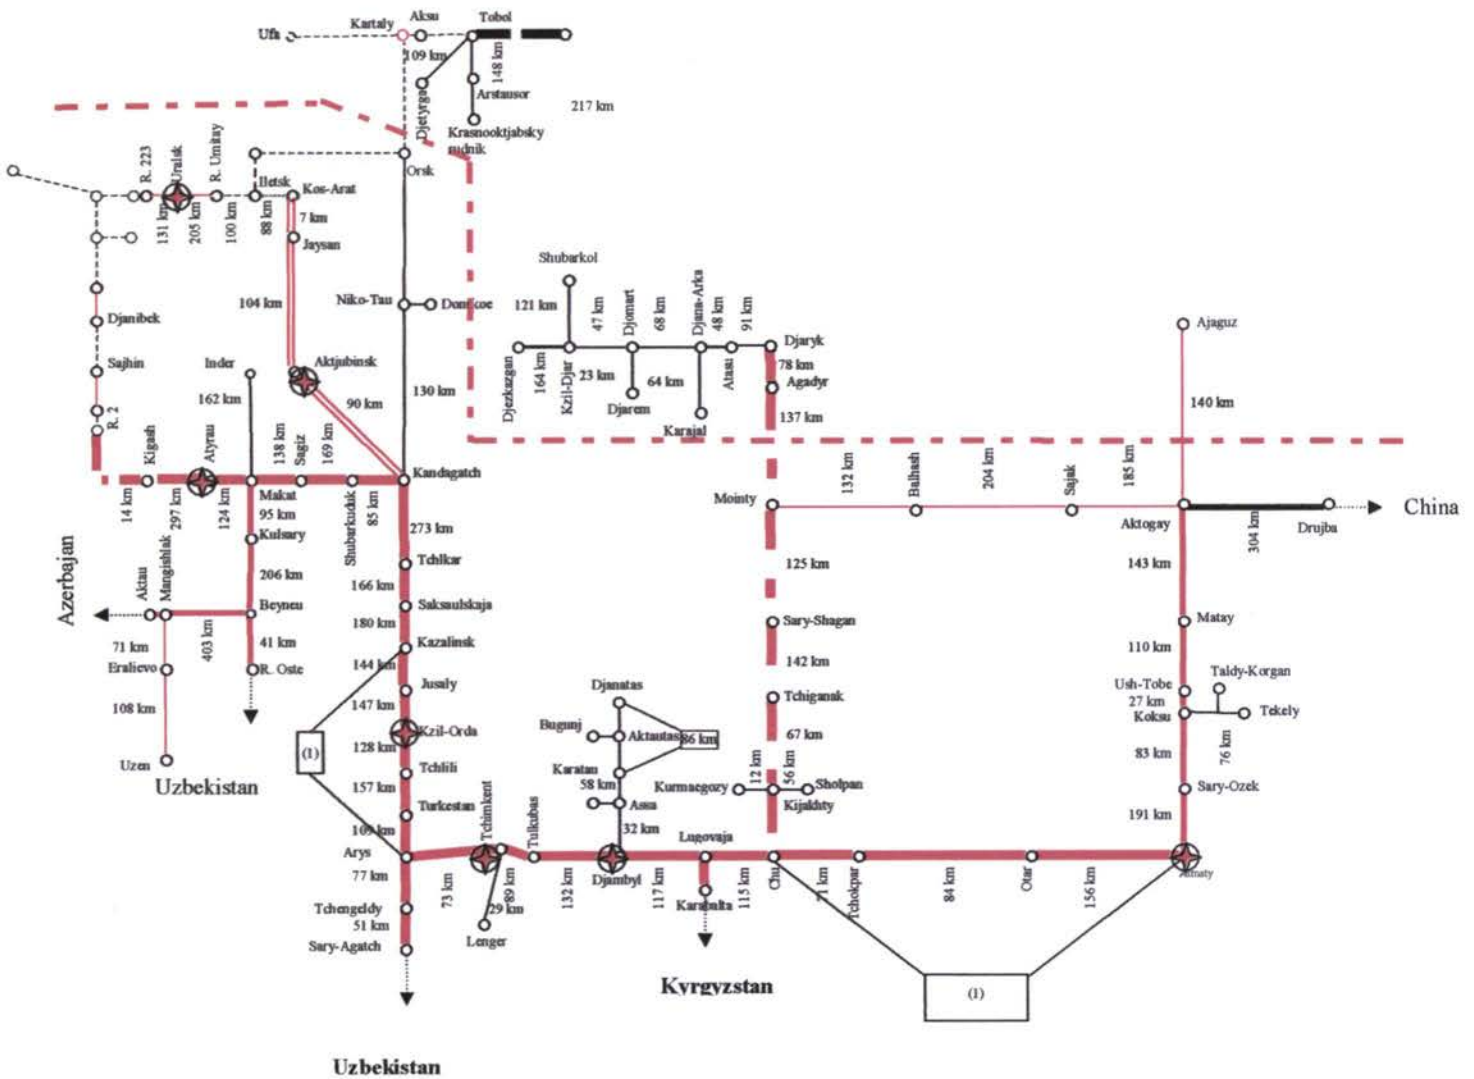 Kartaly
Aksu
Tobol
Ufa
109 km
148 km
Djetyrga
Arstausor
217 km
Krasnooktjabsky
rudnik
R. 223
Uralsk
R. Umitay
Iletsk
Kos-Arat
Orsk
131 km
205 km
100 km
88 km
7 km
Jaysan
Shubarkol
104 km
Niko-Tau
Donskoe
121 km
47 km
Djomart
68 km
Djana-Arka
48 km
91 km
Djanibek
Ajaguz
Djaryk
Sajhin
Inder
Aktjubinsk
78 km
Agadyr
162 km
90 km
130 km
Djezkazgan
164 km
Kzil-Djar
23 km
Djarem
64 km
Karajal
Atasu
137 km
140 km
R. 2
Kigash
Atyrau
138 km
Sagiz
169 km
Kandagatch
132 km
Balhash
204 km
Sajak
185 km
14 km
297 km
124 km
Makat
95 km
Shubarkuduk
85 km
Mointy
Aktogay
304 km
Drujba
China
273 km
Kulsary
Azerbajan
Aktau
Mangishlak
206 km
Tchlkar
125 km
143 km
166 km
Beyneu
Saksaulskaja
180 km
Sary-Shagan
Matay
71 km
403 km
41 km
Kazalinsk
144 km
142 km
110 km
Eralievo
R. Oste
Jusaly
Djanatas
Tchiganak
Ush-Tobe
Taldy-Korgan
108 km
147 km
27 km
Koksu
Tekely
Bugunj
Aktautas
86 km
67 km
Kzil-Orda
128 km
(1)
83 km
76 km
Uzen
Uzbekistan
Tchlili
Karatau
12 km
56 km
157 km
58 km
Kurmaegozy
Sholpan
Sary-Ozek
Turkestan
Assa
Kijakhty
109 km
Tchimkent
Tulkubas
32 km
Lugovaja
191 km
Arys
77 km
73 km
89 km
132 km
Djambyl
117 km
Karabalta
115 km
Chu
71 km
Tchokpar
84 km
Otar
156 km
Almaty
Tchengeldy
29 km
51 km
Sary-Agatch
Lenger
Kyrgyzstan
(1)
Uzbekistan